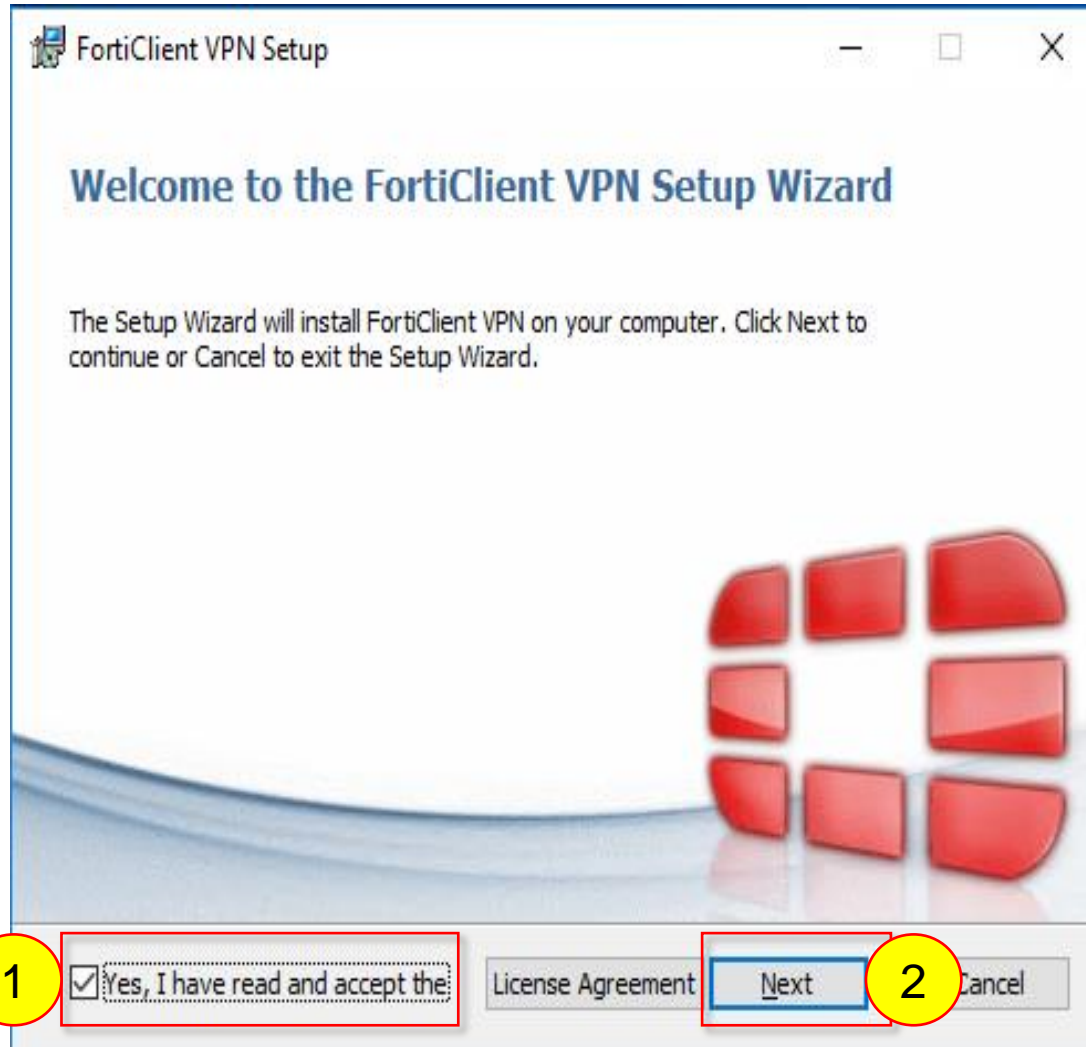 FortiClient VPN Setup
Welcome to the FortiClient VPN Setup Wizard
The Setup Wizard will install FortiClient VPN on your computer. Click Next to
continue or Cancel to exit the Setup Wizard.
1 Yes, I have read and accept the License Agreement Next 2 Cancel